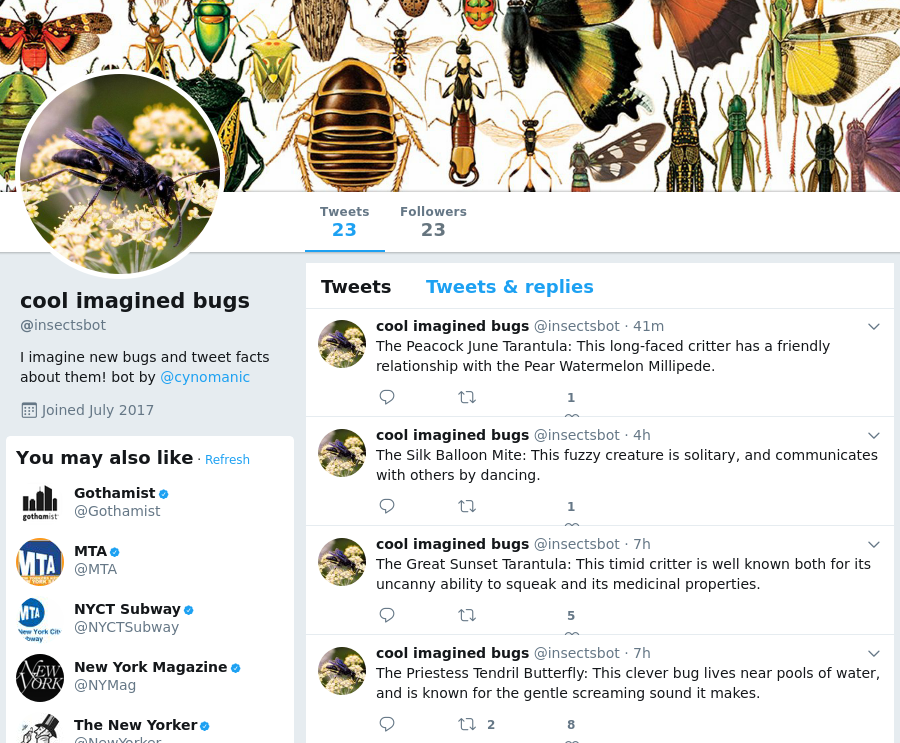 Tweets
23
Followers
23
cool imagined bugs
@insectsbot
I imagine new bugs and tweet facts
about them! bot by @cynomanic
Joined July 2017
You may also like · Refresh
gothamist
Gothamist
@Gothamist
MTA
MTA
@MTA
MTA
New York City
NYCT Subway
@NYCTSubway
NEW YORK
New York Magazine
@NYMag
The New Yorker
@NewYorker
Tweets Tweets & replies
cool imagined bugs @insectsbot · 41m
The Peacock June Tarantula: This long-faced critter has a friendly
relationship with the Pear Watermelon Millipede.
1
cool imagined bugs @insectsbot · 4h
The Silk Balloon Mite: This fuzzy creature is solitary, and communicates
with others by dancing.
1
cool imagined bugs @insectsbot · 7h
The Great Sunset Tarantula: This timid critter is well known both for its
uncanny ability to squeak and its medicinal properties.
5
cool imagined bugs @insectsbot · 7h
The Priestess Tendril Butterfly: This clever bug lives near pools of water,
and is known for the gentle screaming sound it makes.
2 8